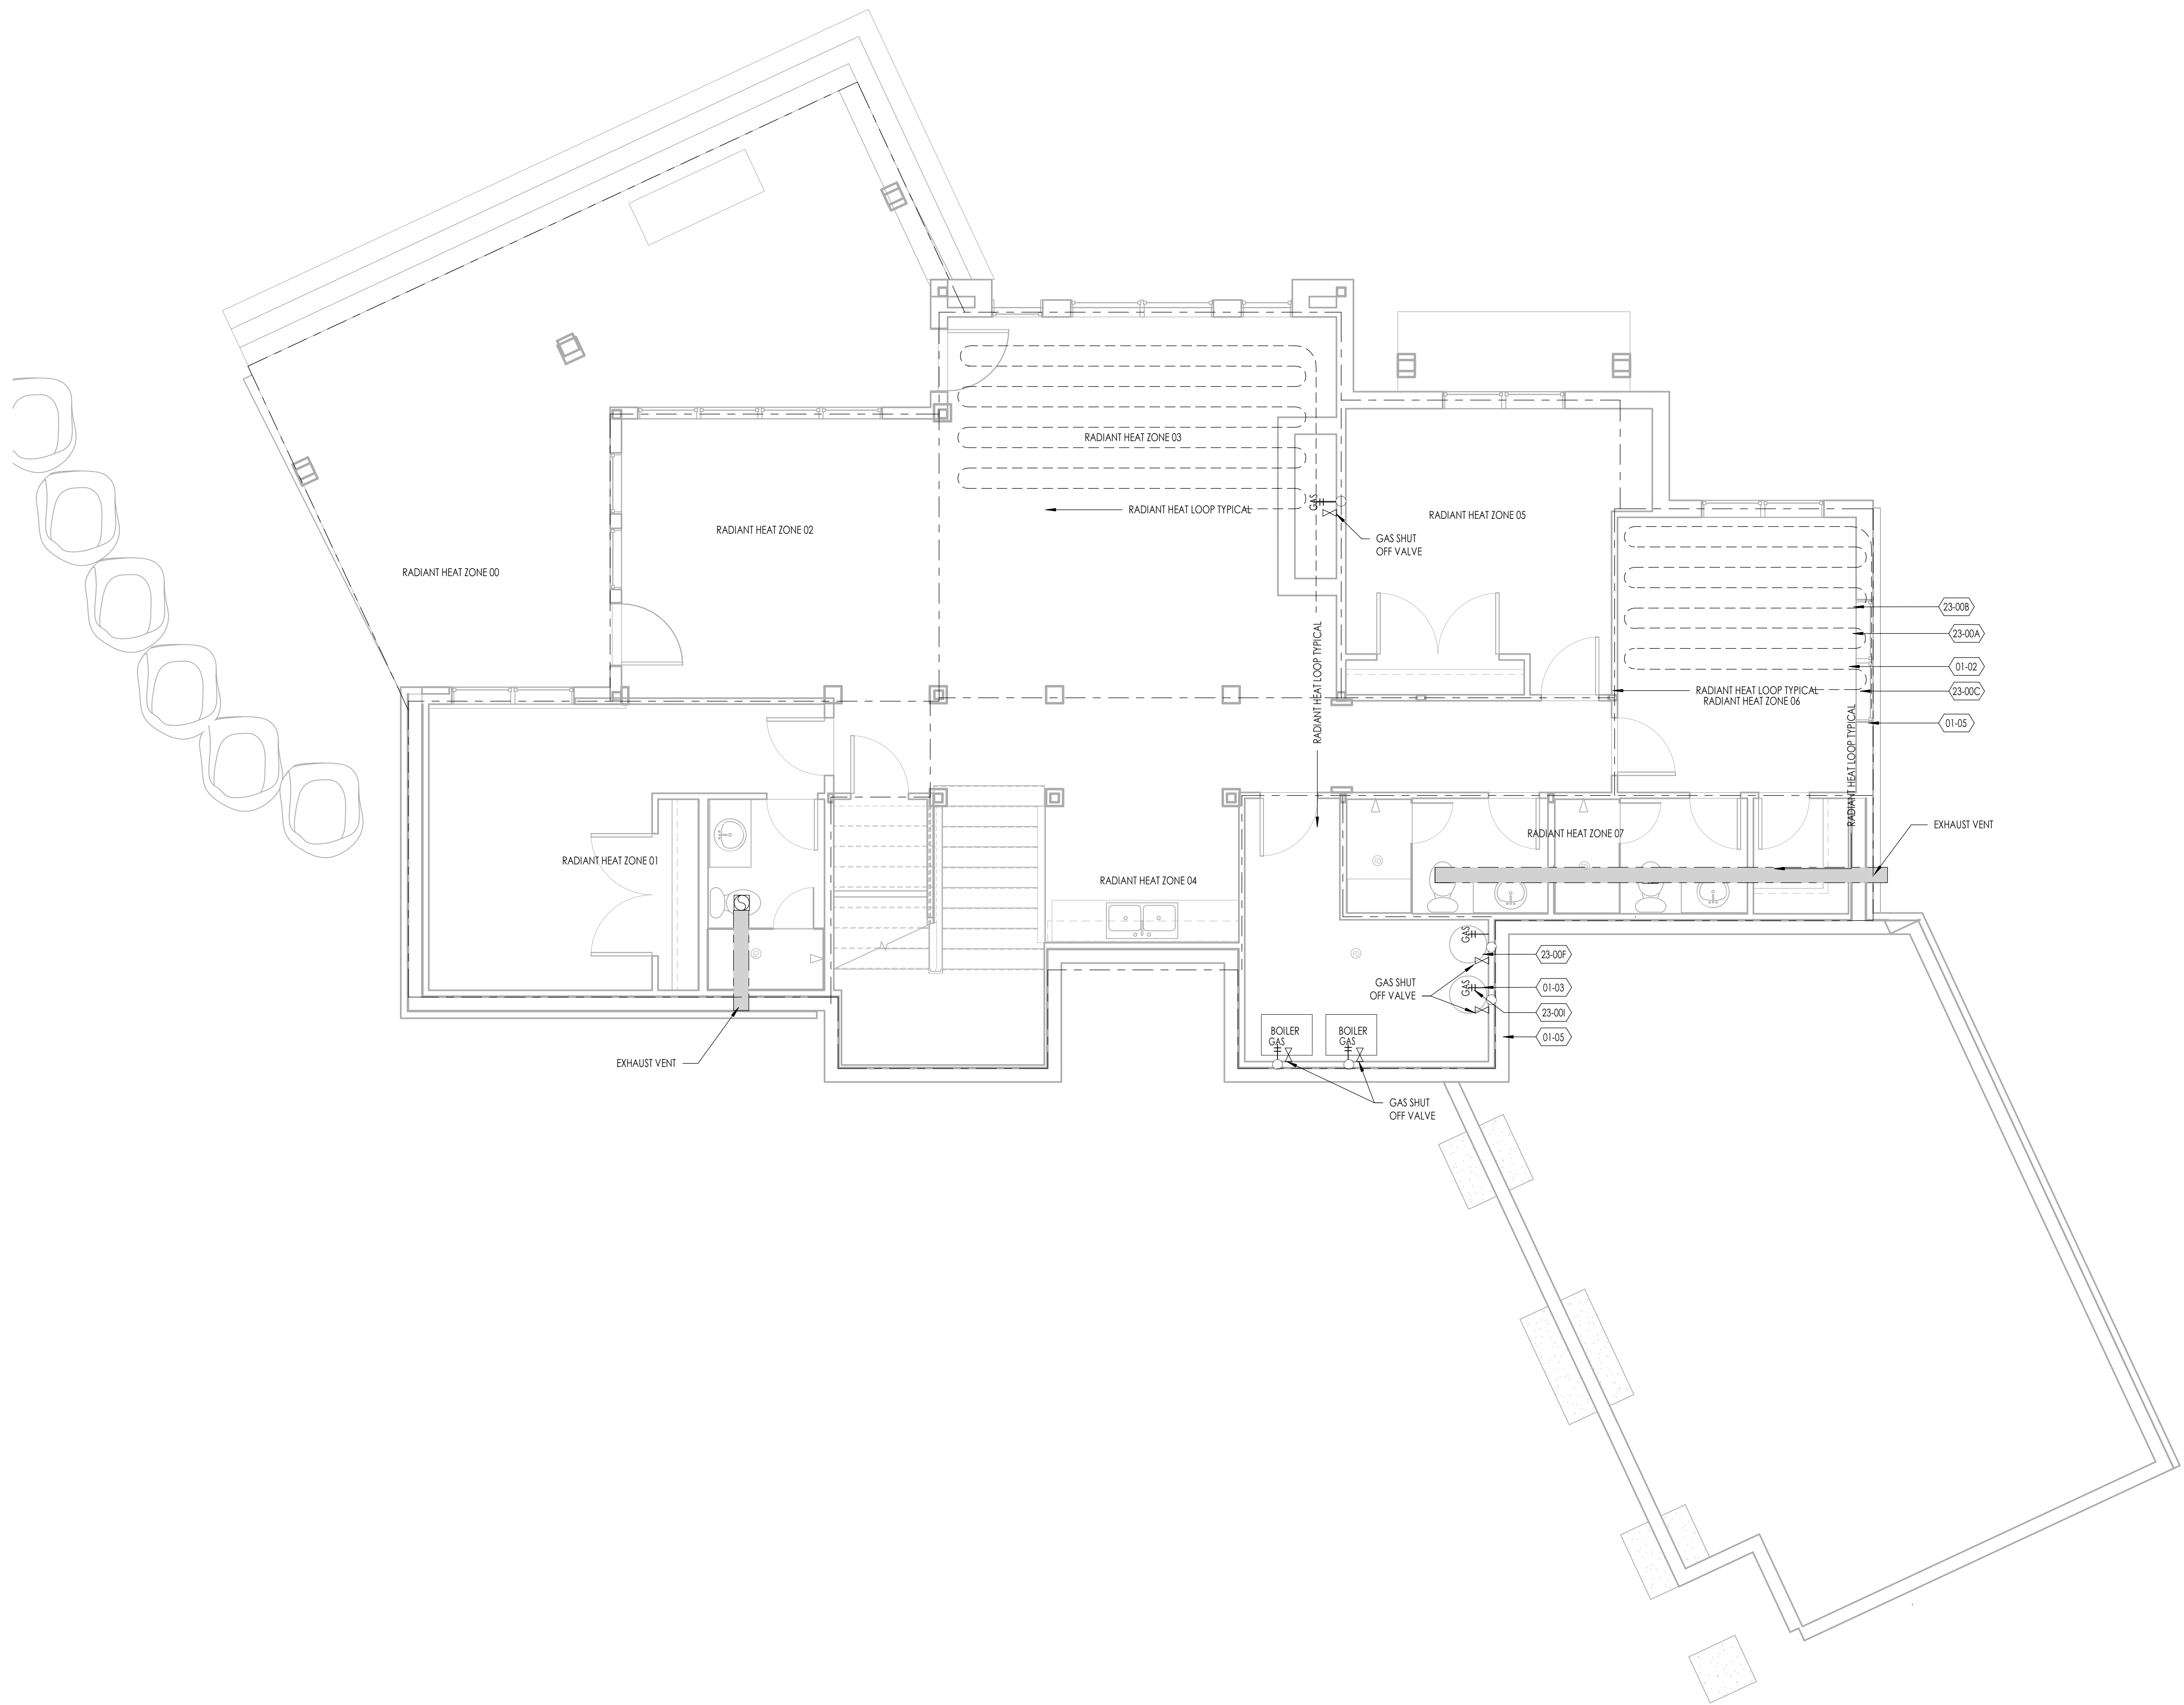 RADIANT HEAT ZONE 03
RADIANT HEAT LOOP TYPICAL
GAS
RADIANT HEAT ZONE 05
RADIANT HEAT ZONE 02
GAS SHUT
OFF VALVE
RADIANT HEAT ZONE 00
23-00B
23-00A
01-02
23-00C
01-05
RADIANT HEAT LOOP TYPICAL
RADIANT HEAT LOOP TYPICAL
RADIANT HEAT ZONE 06
RADIANT HEAT LOOP TYPICAL
EXHAUST VENT
RADIANT HEAT ZONE 07
RADIANT HEAT ZONE 01
RADIANT HEAT ZONE 04
GAS
23-00F
GAS SHUT
OFF VALVE
GAS
01-03
23-00I
01-05
BOILER
GAS
BOILER
GAS
EXHAUST VENT
GAS SHUT
OFF VALVE